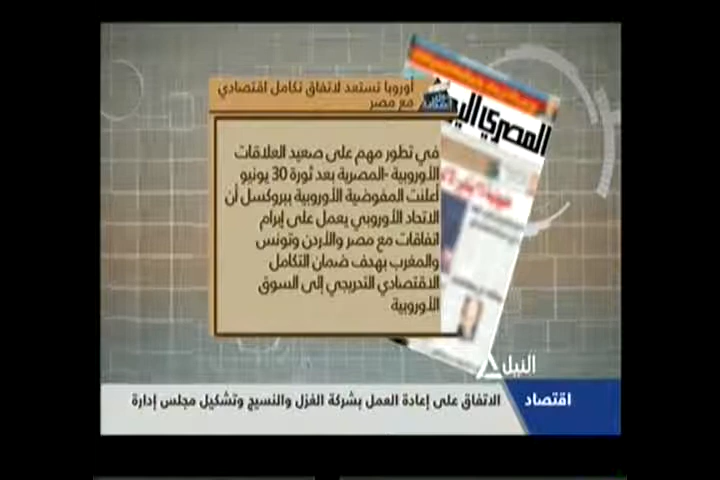 أوروبا تستعد لاتفاق تكامل اقتصادي
مع مصر
المصري اليو
في تطور مهم على صعيد العلاقات
الأوروبية -المصرية بعد ثورة 30 يونيو
أعلنت المفوضية الأوروبية ببروكسل أن
الاتحاد الأوروبي يعمل على إبرام
اتفاقات مع مصر والأردن وتونس
والمغرب بهدف ضمان التكامل
الاقتصادي التدريجي إلى السوق
الأوروبية
النيل
اقتصاد
الاتفاق على إعادة العمل بشركة الغزل والنسيج وتشكيل مجلس إدارة